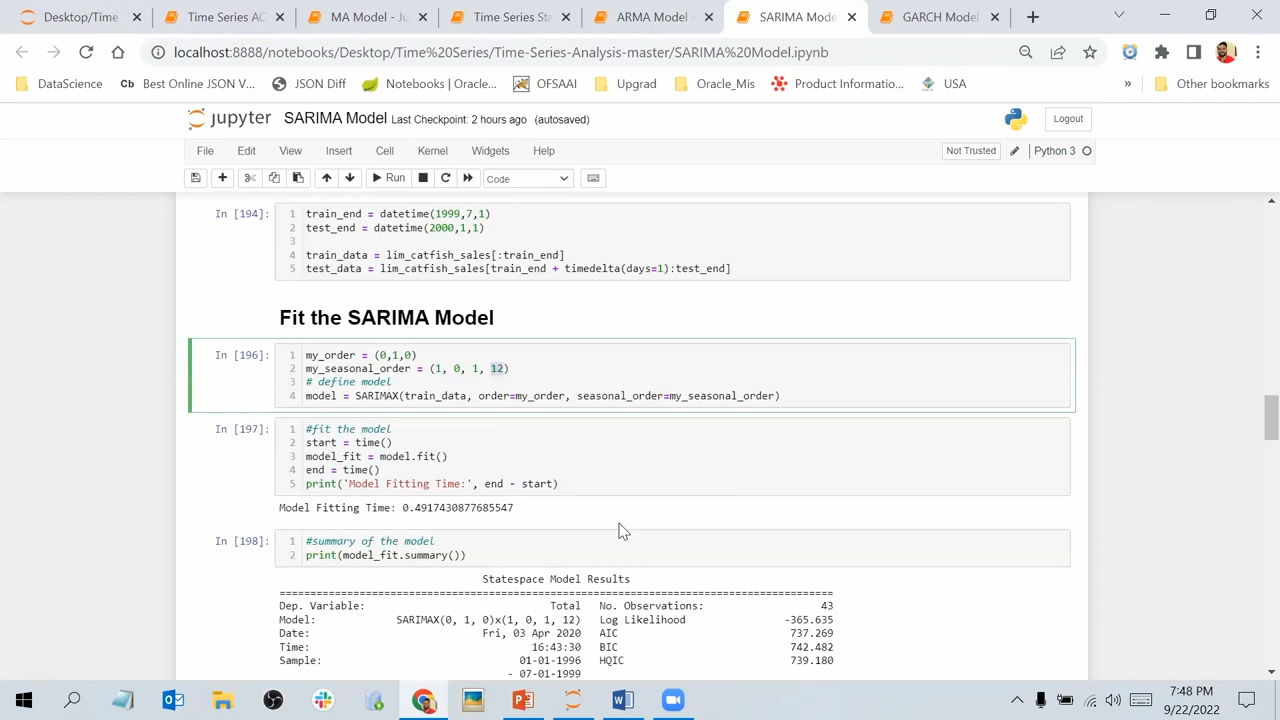 Desktop/Time
Time Series AC
MA Model - Ju
Time Series Sta
ARMA Model -
SARIMA Mode
GARCH Model
localhost:8888/notebooks/Desktop/Time%20Series/Time-Series-Analysis-master/SARIMA%20Model.ipynb
DataScience
Cb Best Online JSON V...
JSON Diff
Notebooks | Oracle...
OFSAAI
Upgrad
Oracle_Mis
Product Informatio...
USA
»
Other bookmarks
jupyter SARIMA Model Last Checkpoint: 2 hours ago (autosaved)
Logout
File Edit View Insert Cell Kernel Widgets Help
Not Trusted
Python 3
Run
Code
In [194]:
1 train_end = datetime(1999,7,1)
2 test_end = datetime(2000,1,1)
3
4 train_data = lim_catfish_sales[:train_end]
5 test_data = lim_catfish_sales[train_end + timedelta(days=1):test_end]
Fit the SARIMA Model
In [196]:
1 my_order = (0,1,0)
2 my_seasonal_order = (1, 0, 1, 12)
3 # define model
4 model = SARIMAX(train_data, order=my_order, seasonal_order=my_seasonal_order)
In [197]:
1 #fit the model
2 start = time()
3 model_fit = model.fit()
4 end = time()
5 print('Model Fitting Time:', end - start)
Model Fitting Time: 0.4917430877685547
In [198]:
1 #summary of the model
2 print(model_fit.summary())
Statespace Model Results
==============================================================================
Dep. Variable: Total No. Observations: 43
Model: SARIMAX(0, 1, 0)x(1, 0, 1, 12) Log Likelihood -365.635
Date: Fri, 03 Apr 2020 AIC 737.269
Time: 16:43:30 BIC 742.482
Sample: 01-01-1996 HQIC 739.180
- 07-01-1999
7:48 PM
9/22/2022